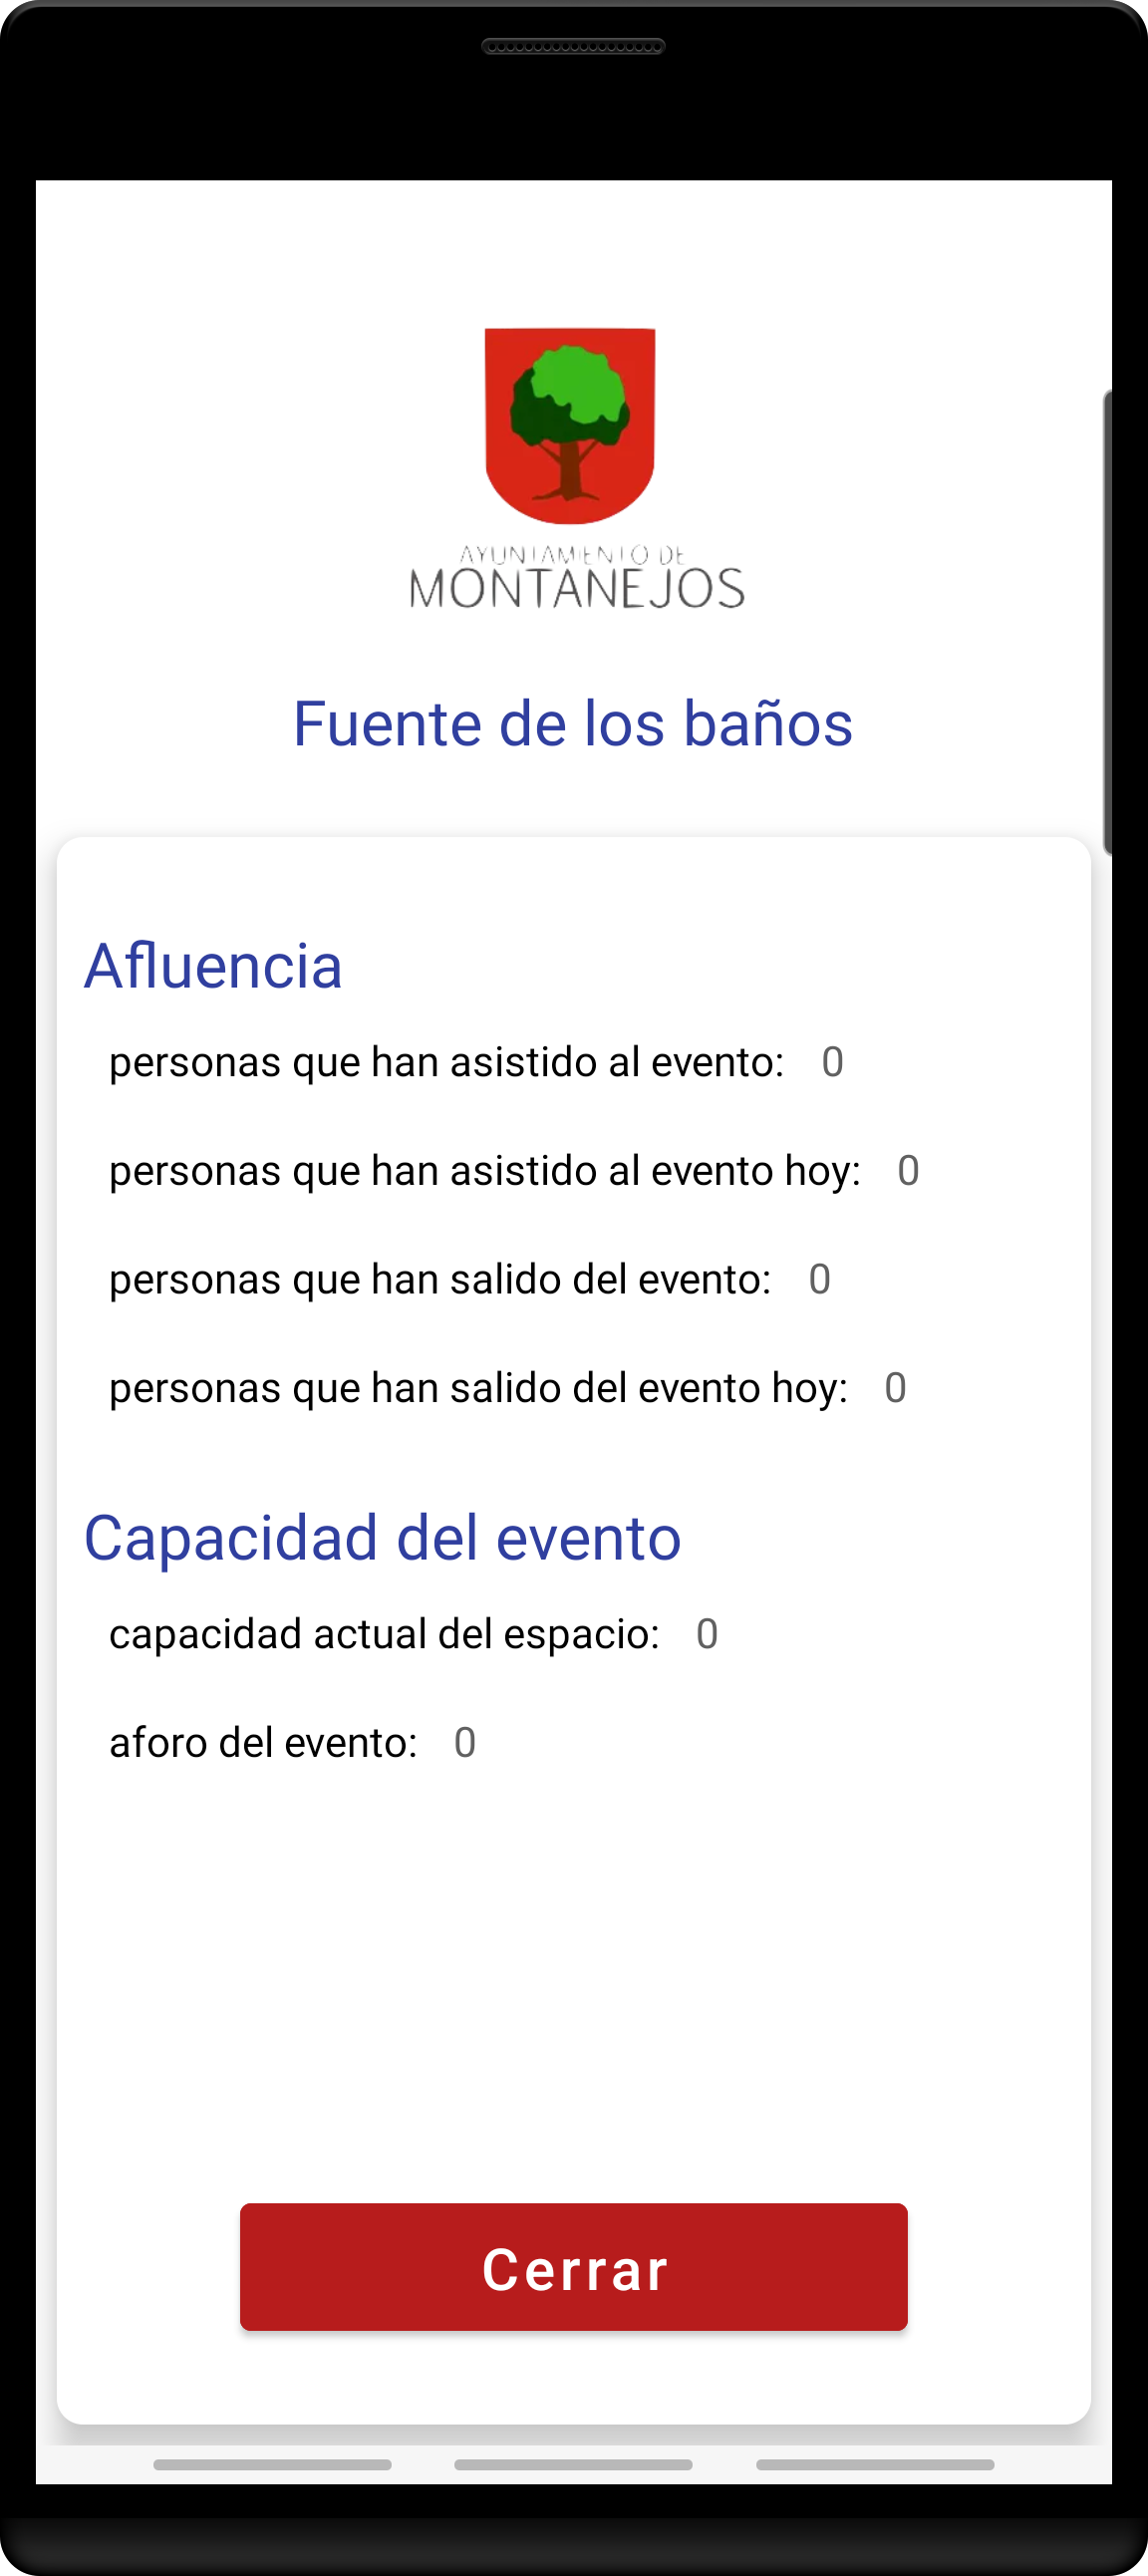 AYUNTAMIENTO DE
MONTANEJOS
Fuente de los baños
Afluencia
personas que han asistido al evento: 0
personas que han asistido al evento hoy: 0
personas que han salido del evento: 0
personas que han salido del evento hoy: 0
Capacidad del evento
capacidad actual del espacio: 0
aforo del evento: 0
Cerrar